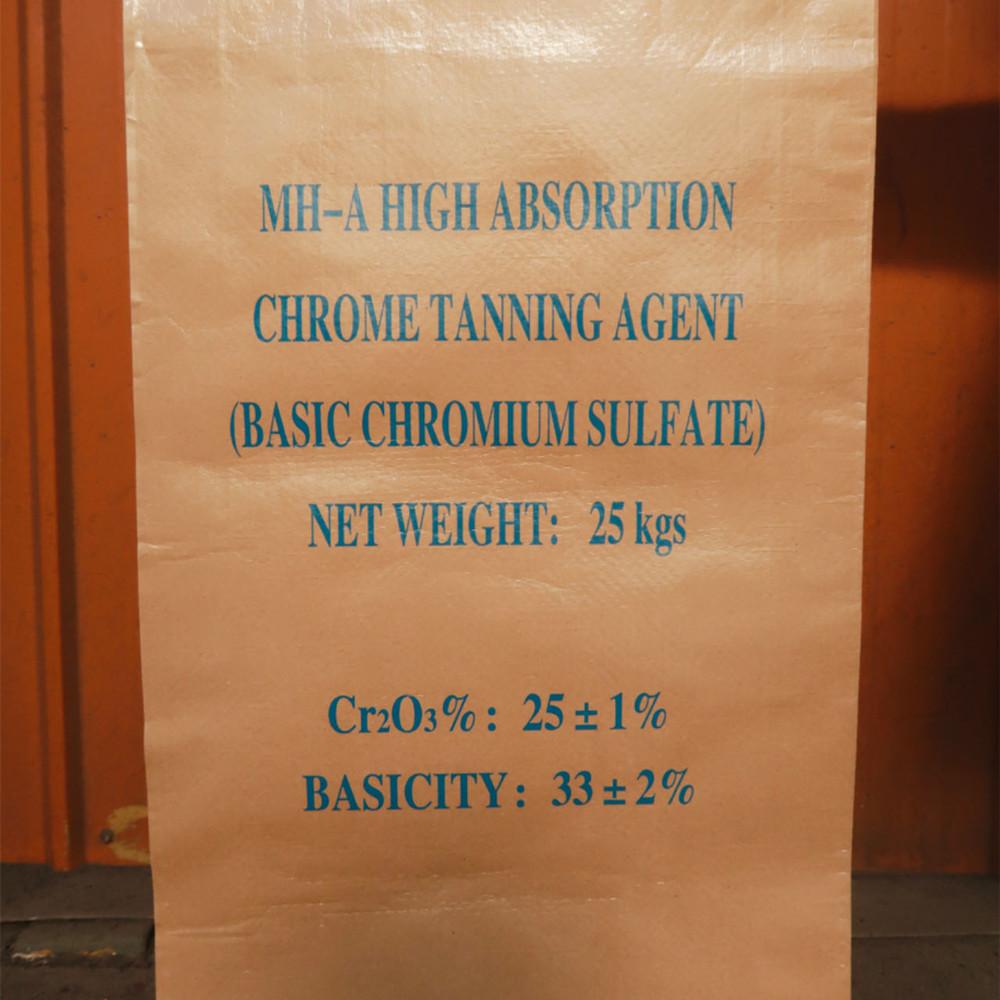 MH-A HIGH ABSORPTION
CHROME TANNING AGENT
(BASIC CHROMIUM SULFATE)
NET WEIGHT: 25 kgs
Cr₂O₃%: 25±1%
BASICITY: 33±2%